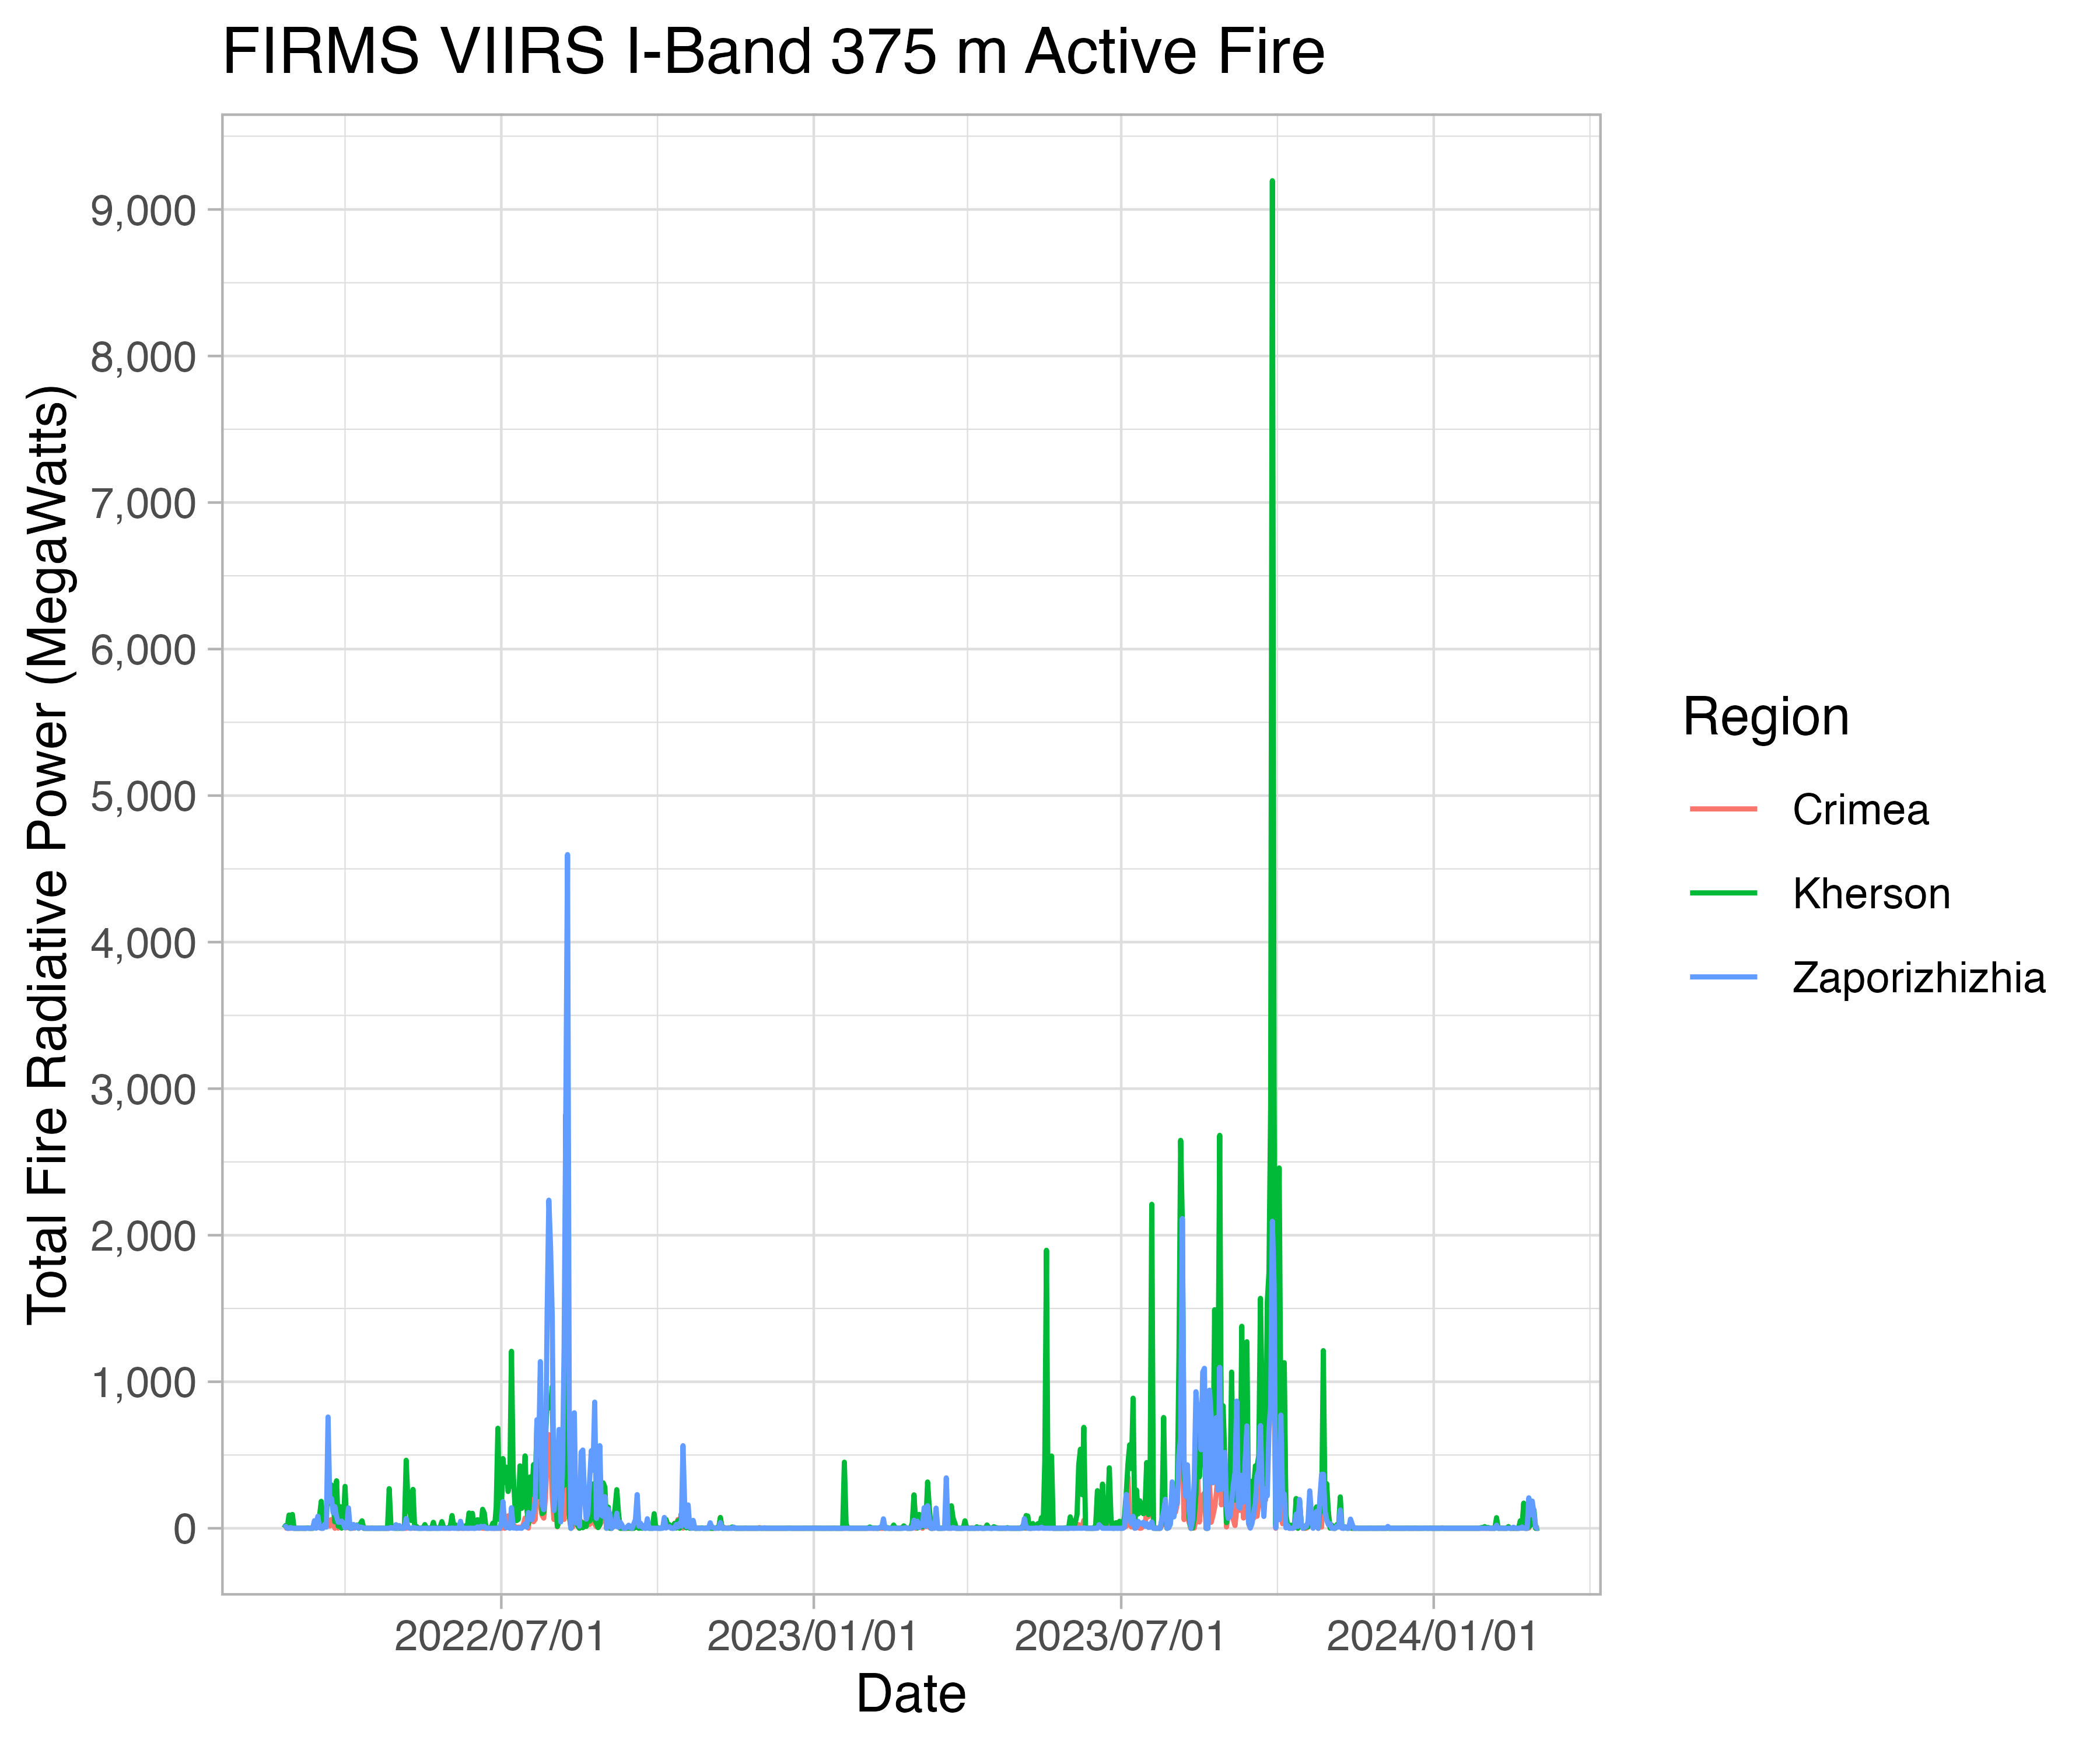 FIRMS VIIRS I-Band 375 m Active Fire
Total Fire Radiative Power (MegaWatts)
9,000
8,000
7,000
6,000
5,000
4,000
3,000
2,000
1,000
0
2022/07/01 2023/01/01 2023/07/01 2024/01/01
Date
Region
Crimea
Kherson
Zaporizhizhia